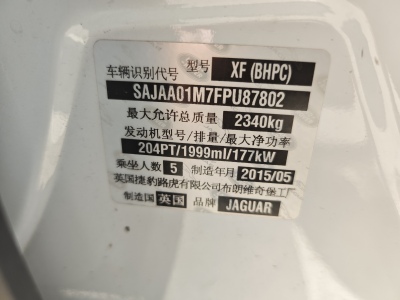 车辆识别代号 型号 XF (BHPC)
SAJAA01M7FPU87802
最大允许总质量 2340kg
发动机型号/排量/最大净功率
204PT/1999ml/177kW
乘坐人数 5 制造年月 2015/05
英国捷豹路虎有限公司布朗维奇堡工厂
制造国 英国 品牌 JAGUAR